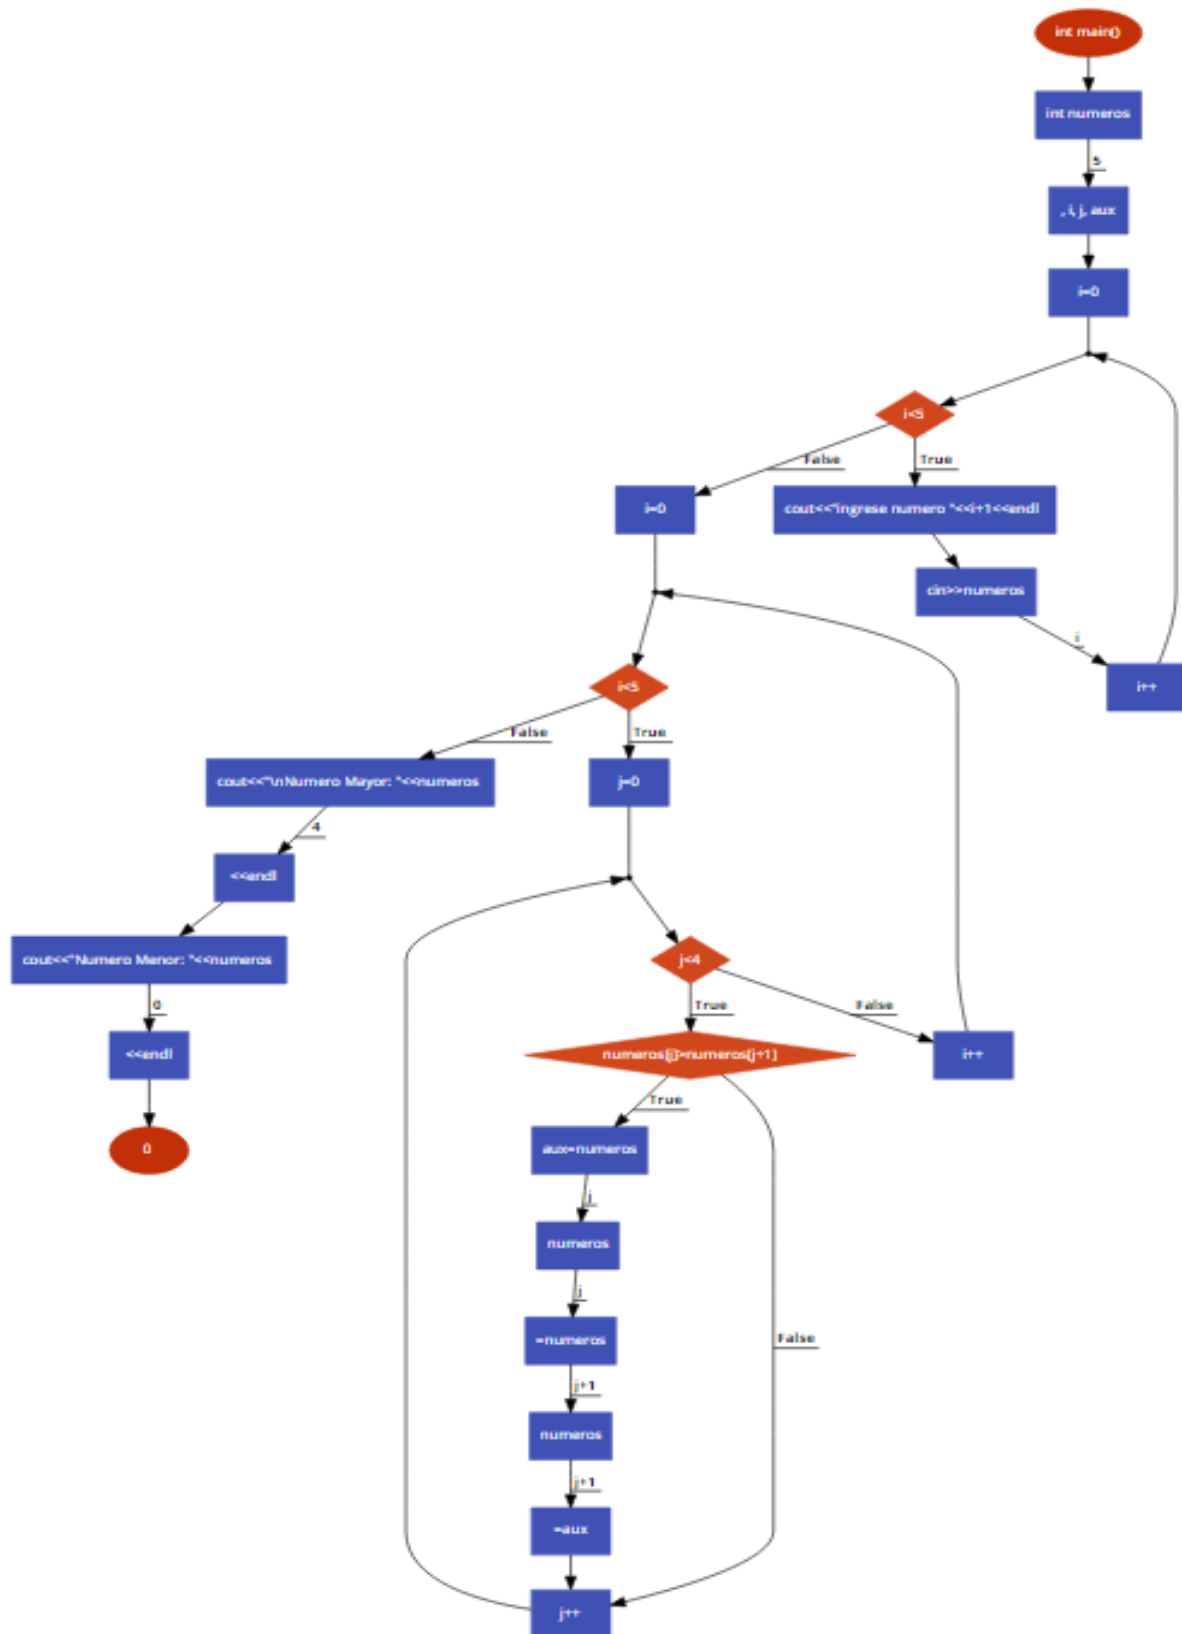 int main()
int numeros
5
, i, j, aux
i=0
i<5
False
True
i=0
cout<<"ingrese numero "<<i+1<<endl
cin>>numeros
i
i++
i<5
False
True
cout<<"\nNumero Mayor: "<<numeros
j=0
4
<<endl
cout<<"Numero Menor: "<<numeros
j<4
0
True
False
<<endl
numeros[j]>numeros[j+1]
i++
True
0
aux=numeros
j
numeros
j
=numeros
False
j+1
numeros
j+1
=aux
j++